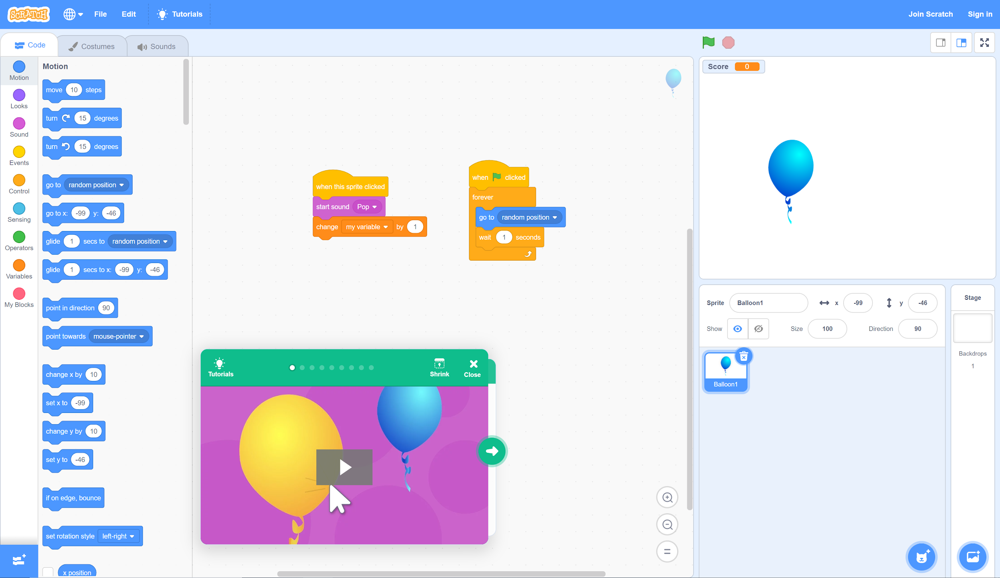 SCRATCH File Edit Tutorials Join Scratch Sign in
Code Costumes Sounds
Motion
Looks
Sound
Events
Control
Sensing
Operators
Variables
My Blocks
Motion
move 10 steps
turn 15 degrees
turn 15 degrees
go to random position
go to x: -99 y: -46
glide 1 secs to random position
glide 1 secs to x: -99 y: -46
point in direction 90
point towards mouse-pointer
change x by 10
set x to -99
change y by 10
set y to -46
if on edge, bounce
set rotation style left-right
x position
when this sprite clicked
start sound Pop
change my variable by 1
when clicked
forever
go to random position
wait 1 seconds
Tutorials Shrink Close
Score 0
Sprite Balloon1 x -99 y -46
Show Size 100 Direction 90
Balloon1
Stage
Backdrops
1